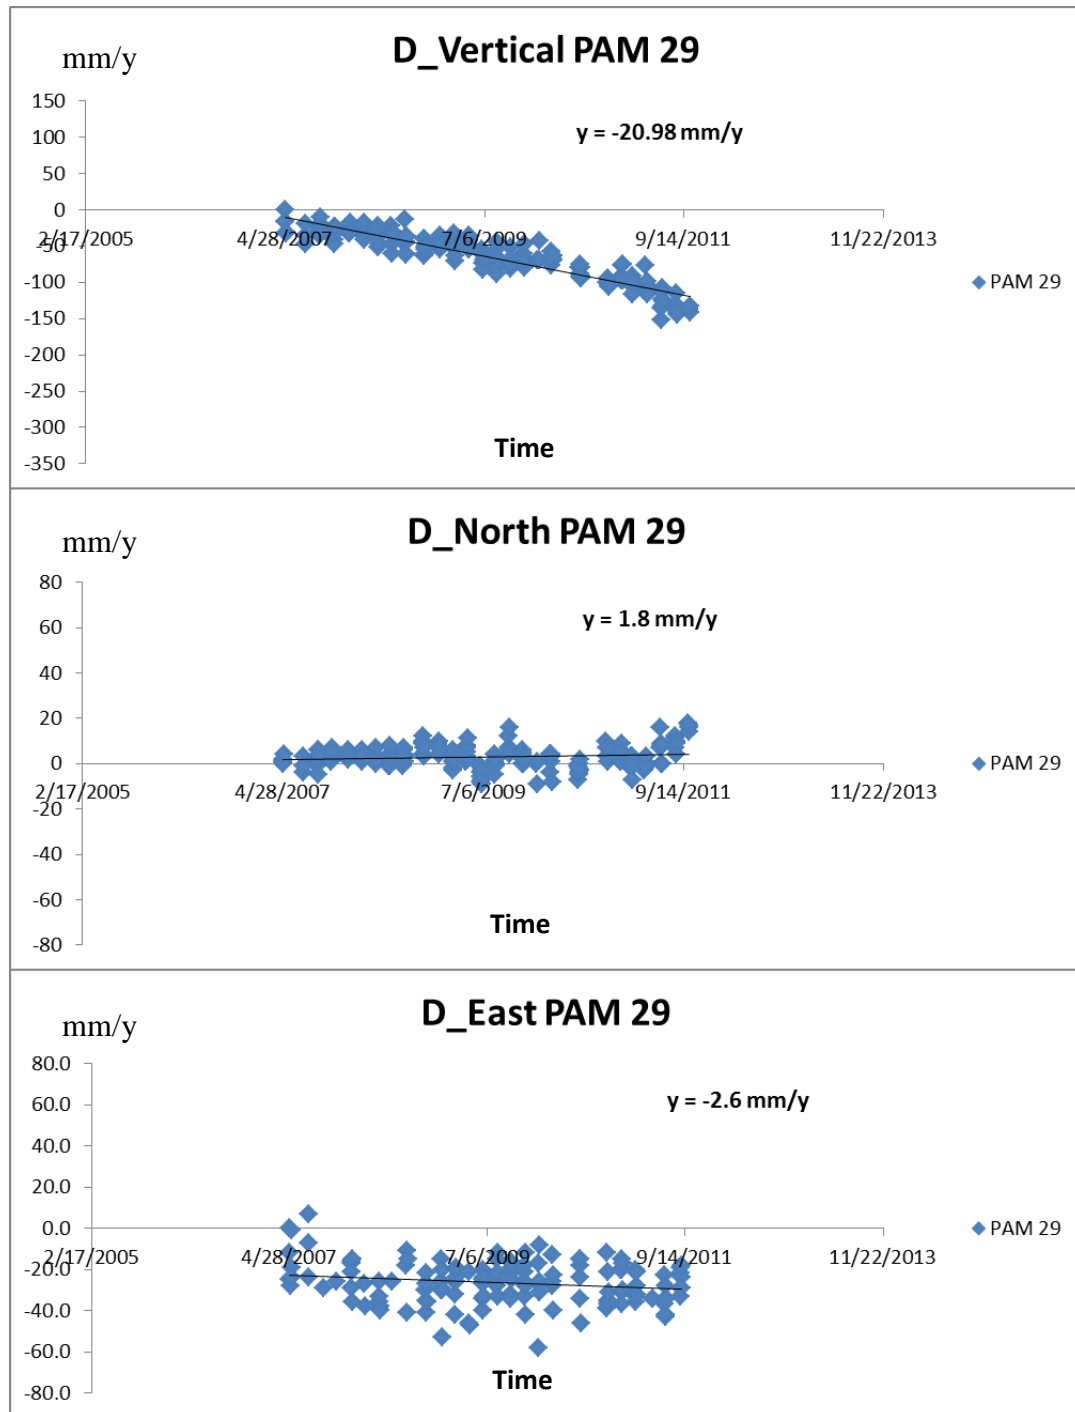 D_Vertical PAM 29
mm/y
150
y = -20.98 mm/y
100
50
0
2/17/2005 4/28/2007 7/6/2009 9/14/2011 11/22/2013
-50
PAM 29
-100
-150
-200
-250
-300
Time
-350
D_North PAM 29
mm/y
80
y = 1.8 mm/y
60
40
20
0
PAM 29
2/17/2005 4/28/2007 7/6/2009 9/14/2011 11/22/2013
-20
-40
-60
Time
-80
D_East PAM 29
mm/y
80.0
y = -2.6 mm/y
60.0
40.0
20.0
0.0
PAM 29
2/17/2005 4/28/2007 7/6/2009 9/14/2011 11/22/2013
-20.0
-40.0
-60.0
Time
-80.0